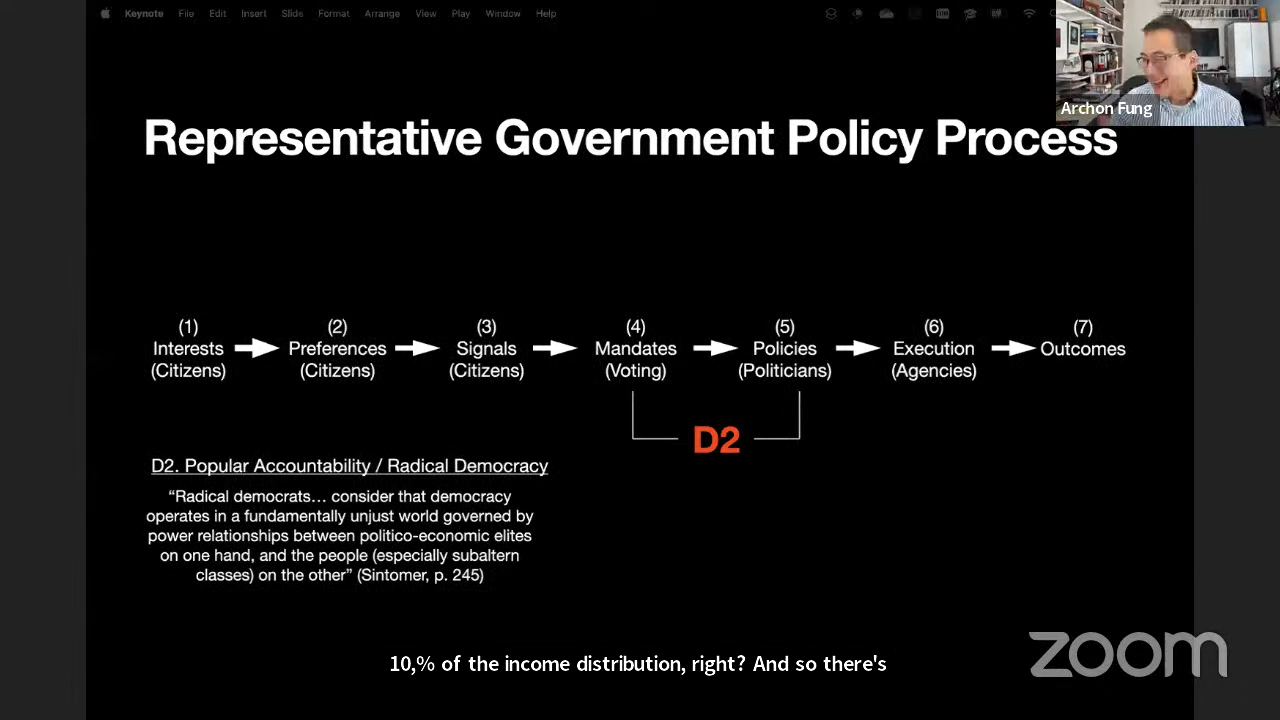 Keynote File Edit Insert Slide Format Arrange View Play Window Help
Archon Fung
Representative Government Policy Process
(1) (2) (3) (4) (5) (6) (7)
Interests Preferences Signals Mandates Policies Execution Outcomes
(Citizens) (Citizens) (Citizens) (Voting) (Politicians) (Agencies)
D2
D2. Popular Accountability / Radical Democracy
“Radical democrats… consider that democracy
operates in a fundamentally unjust world governed by
power relationships between politico-economic elites
on one hand, and the people (especially subaltern
classes) on the other” (Sintomer, p. 245)
10,% of the income distribution, right? And so there's
zoom